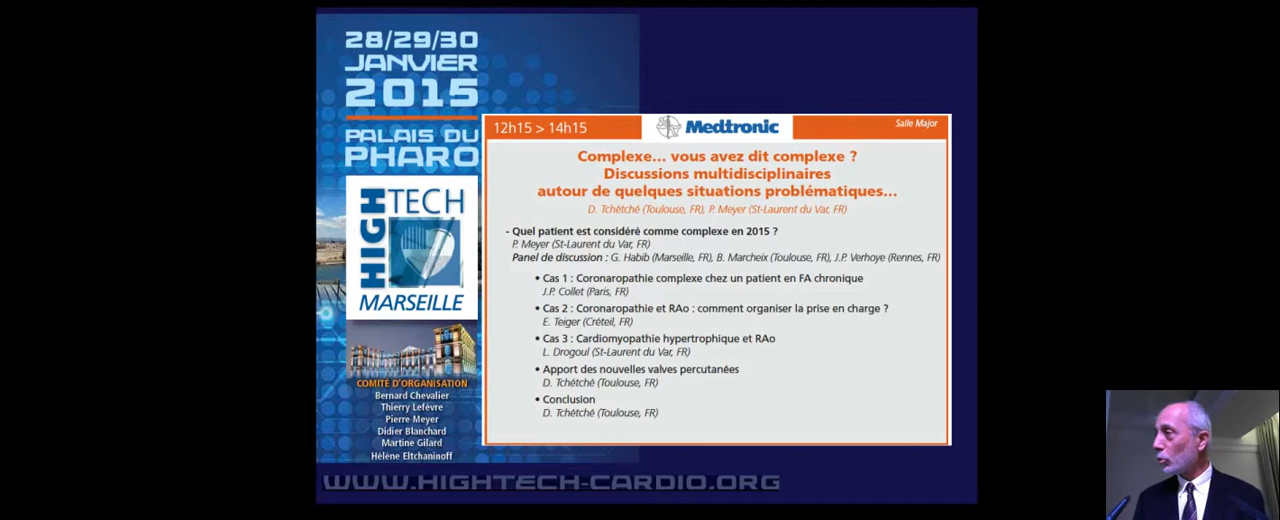 28/29/30
JANVIER
2015
PALAIS DU
PHARO
HIGH
TECH
MARSEILLE
COMITÉ D'ORGANISATION
Bernard Chevalier
Thierry Lefèvre
Pierre Meyer
Didier Blanchard
Martine Gilard
Hélène Eltchaninoff
12h15 > 14h15
Medtronic
Salle Major
Complexe... vous avez dit complexe ?
Discussions multidisciplinaires
autour de quelques situations problématiques...
D. Tchétché (Toulouse, FR), P. Meyer (St-Laurent du Var, FR)
- Quel patient est considéré comme complexe en 2015 ?
P. Meyer (St-Laurent du Var, FR)
Panel de discussion : G. Habib (Marseille, FR), B. Marcheix (Toulouse, FR), J.P. Verhoye (Rennes, FR)
• Cas 1 : Coronaropathie complexe chez un patient en FA chronique
J.P. Collet (Paris, FR)
• Cas 2 : Coronaropathie et RAo : comment organiser la prise en charge ?
E. Teiger (Créteil, FR)
• Cas 3 : Cardiomyopathie hypertrophique et RAo
L. Drogoul (St-Laurent du Var, FR)
• Apport des nouvelles valves percutanées
D. Tchétché (Toulouse, FR)
• Conclusion
D. Tchétché (Toulouse, FR)
WWW.HIGHTECH-CARDIO.ORG